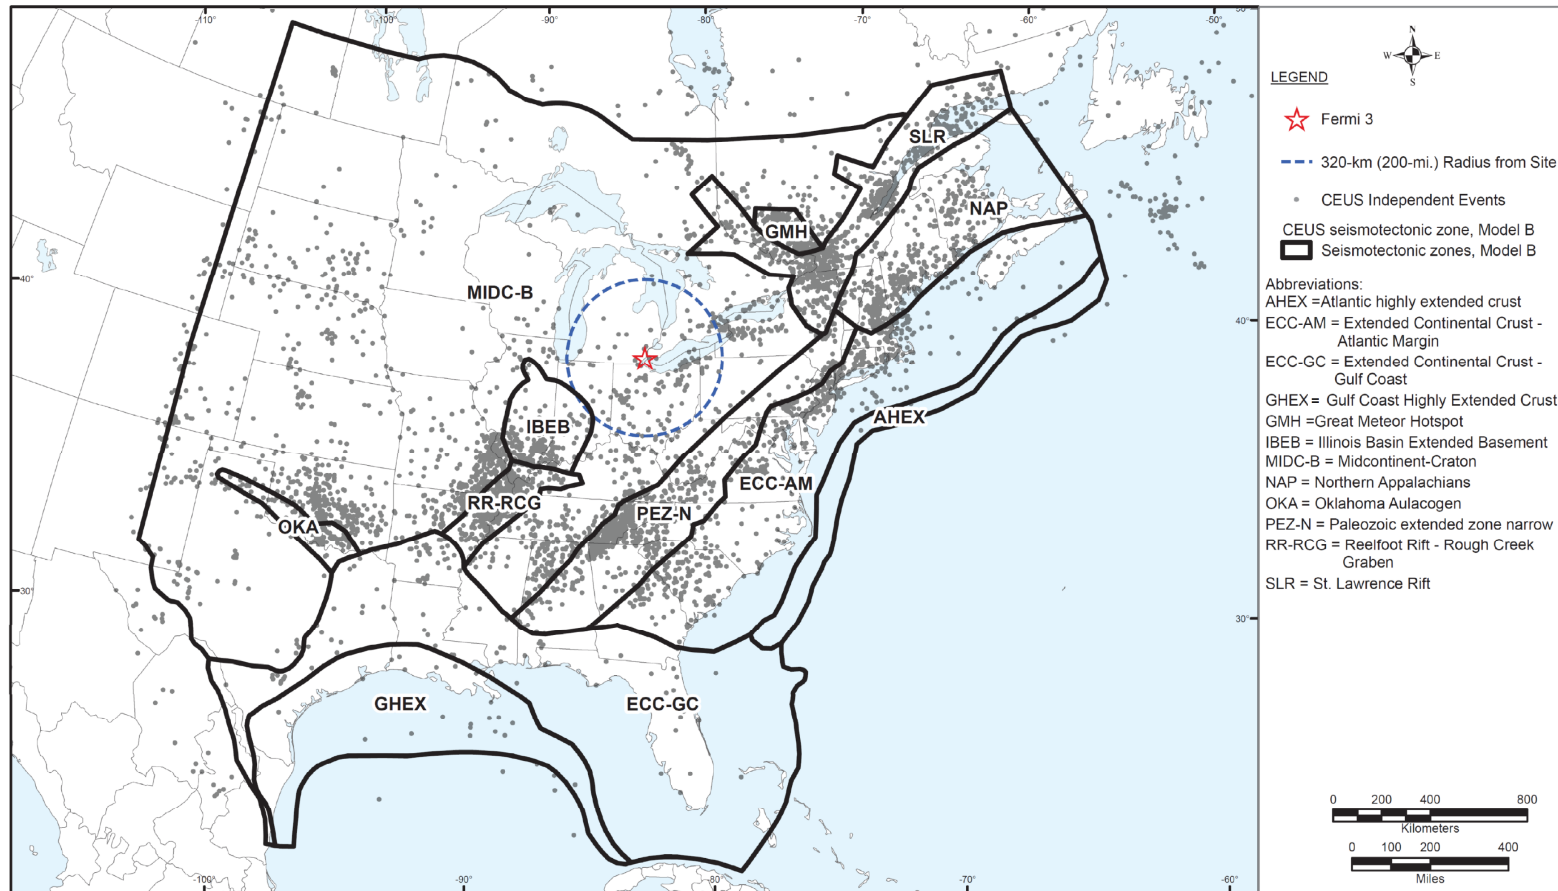 -110°
-100°
-90°
-80°
-70°
-60°
-50°
40°
40°
30°
30°
-100°
-90°
-80°
-70°
-60°
SLR
NAP
GMH
MIDC-B
AHEX
IBEB
ECC-AM
RR-RCG
PEZ-N
OKA
GHEX
ECC-GC
N
W
E
S
LEGEND
Fermi 3
320-km (200-mi.) Radius from Site
CEUS Independent Events
CEUS seismotectonic zone, Model B
Seismotectonic zones, Model B
Abbreviations:
AHEX =Atlantic highly extended crust
ECC-AM = Extended Continental Crust -
Atlantic Margin
ECC-GC = Extended Continental Crust -
Gulf Coast
GHEX = Gulf Coast Highly Extended Crust
GMH =Great Meteor Hotspot
IBEB = Illinois Basin Extended Basement
MIDC-B = Midcontinent-Craton
NAP = Northern Appalachians
OKA = Oklahoma Aulacogen
PEZ-N = Paleozoic extended zone narrow
RR-RCG = Reelfoot Rift - Rough Creek
Graben
SLR = St. Lawrence Rift
0 200 400 800
Kilometers
0 100 200 400
Miles